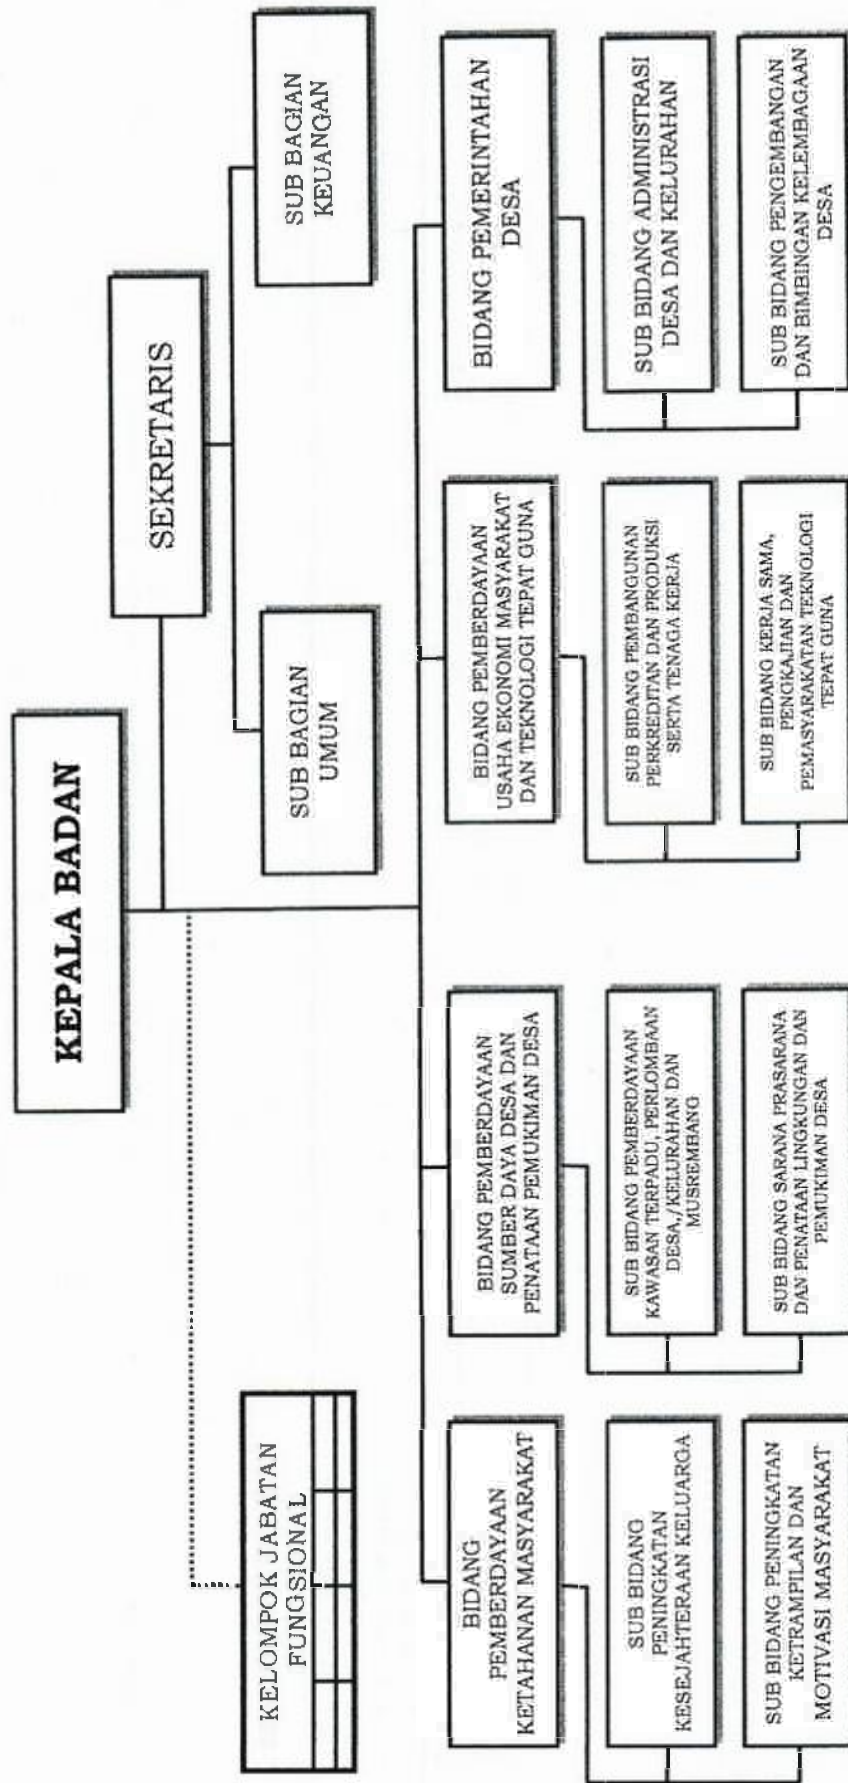 KEPALA BADAN
SEKRETARIS
KELOMPOK JABATAN
FUNGSIONAL
SUB BAGIAN
UMUM
SUB BAGIAN
KEUANGAN
BIDANG
PEMBERDAYAAN
KETAHANAN MASYARAKAT
BIDANG PEMBERDAYAAN
SUMBER DAYA DESA DAN
PENATAAN PEMUKIMAN DESA
BIDANG PEMBERDAYAAN
USAHA EKONOMI MASYARAKAT
DAN TEKNOLOGI TEPAT GUNA
BIDANG PEMERINTAHAN
DESA
SUB BIDANG
PENINGKATAN
KESEJAHTERAAN KELUARGA
SUB BIDANG PEMBERDAYAAN
KAWASAN TERPADU, PERLOMBAAN
DESA,/KELURAHAN DAN
MUSREMBANG
SUB BIDANG PEMBANGUNAN
PERKREDITAN DAN PRODUKSI
SERTA TENAGA KERJA
SUB BIDANG ADMINISTRASI
DESA DAN KELURAHAN
SUB BIDANG PENINGKATAN
KETRAMPILAN DAN
MOTIVASI MASYARAKAT
SUB BIDANG SARANA PRASARANA
DAN PENATAAN LINGKUNGAN DAN
PEMUKIMAN DESA
SUB BIDANG KERJA SAMA,
PENGKAJIAN DAN
PEMASYARAKATAN TEKNOLOGI
TEPAT GUNA
SUB BIDANG PENGEMBANGAN
DAN BIMBINGAN KELEMBAGAAN
DESA